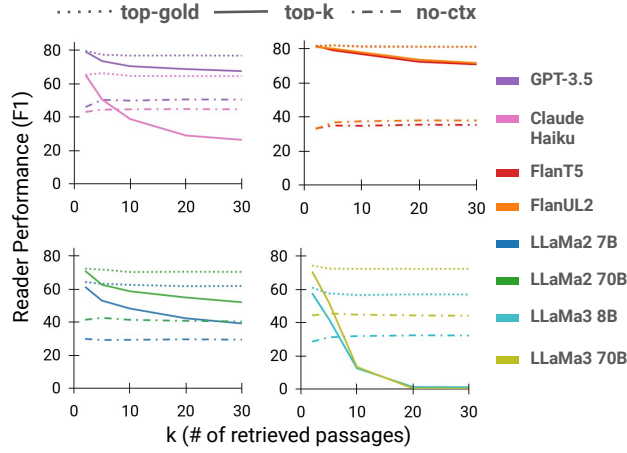 top-gold top-k no-ctx
Reader Performance (F1)
80
60
40
20
0
0 10 20 30
80
60
40
20
0
0 10 20 30
80
60
40
20
0
0 10 20 30
80
60
40
20
0
0 10 20 30
k (# of retrieved passages)
GPT-3.5
Claude
Haiku
FlanT5
FlanUL2
LLaMa2 7B
LLaMa2 70B
LLaMa3 8B
LLaMa3 70B